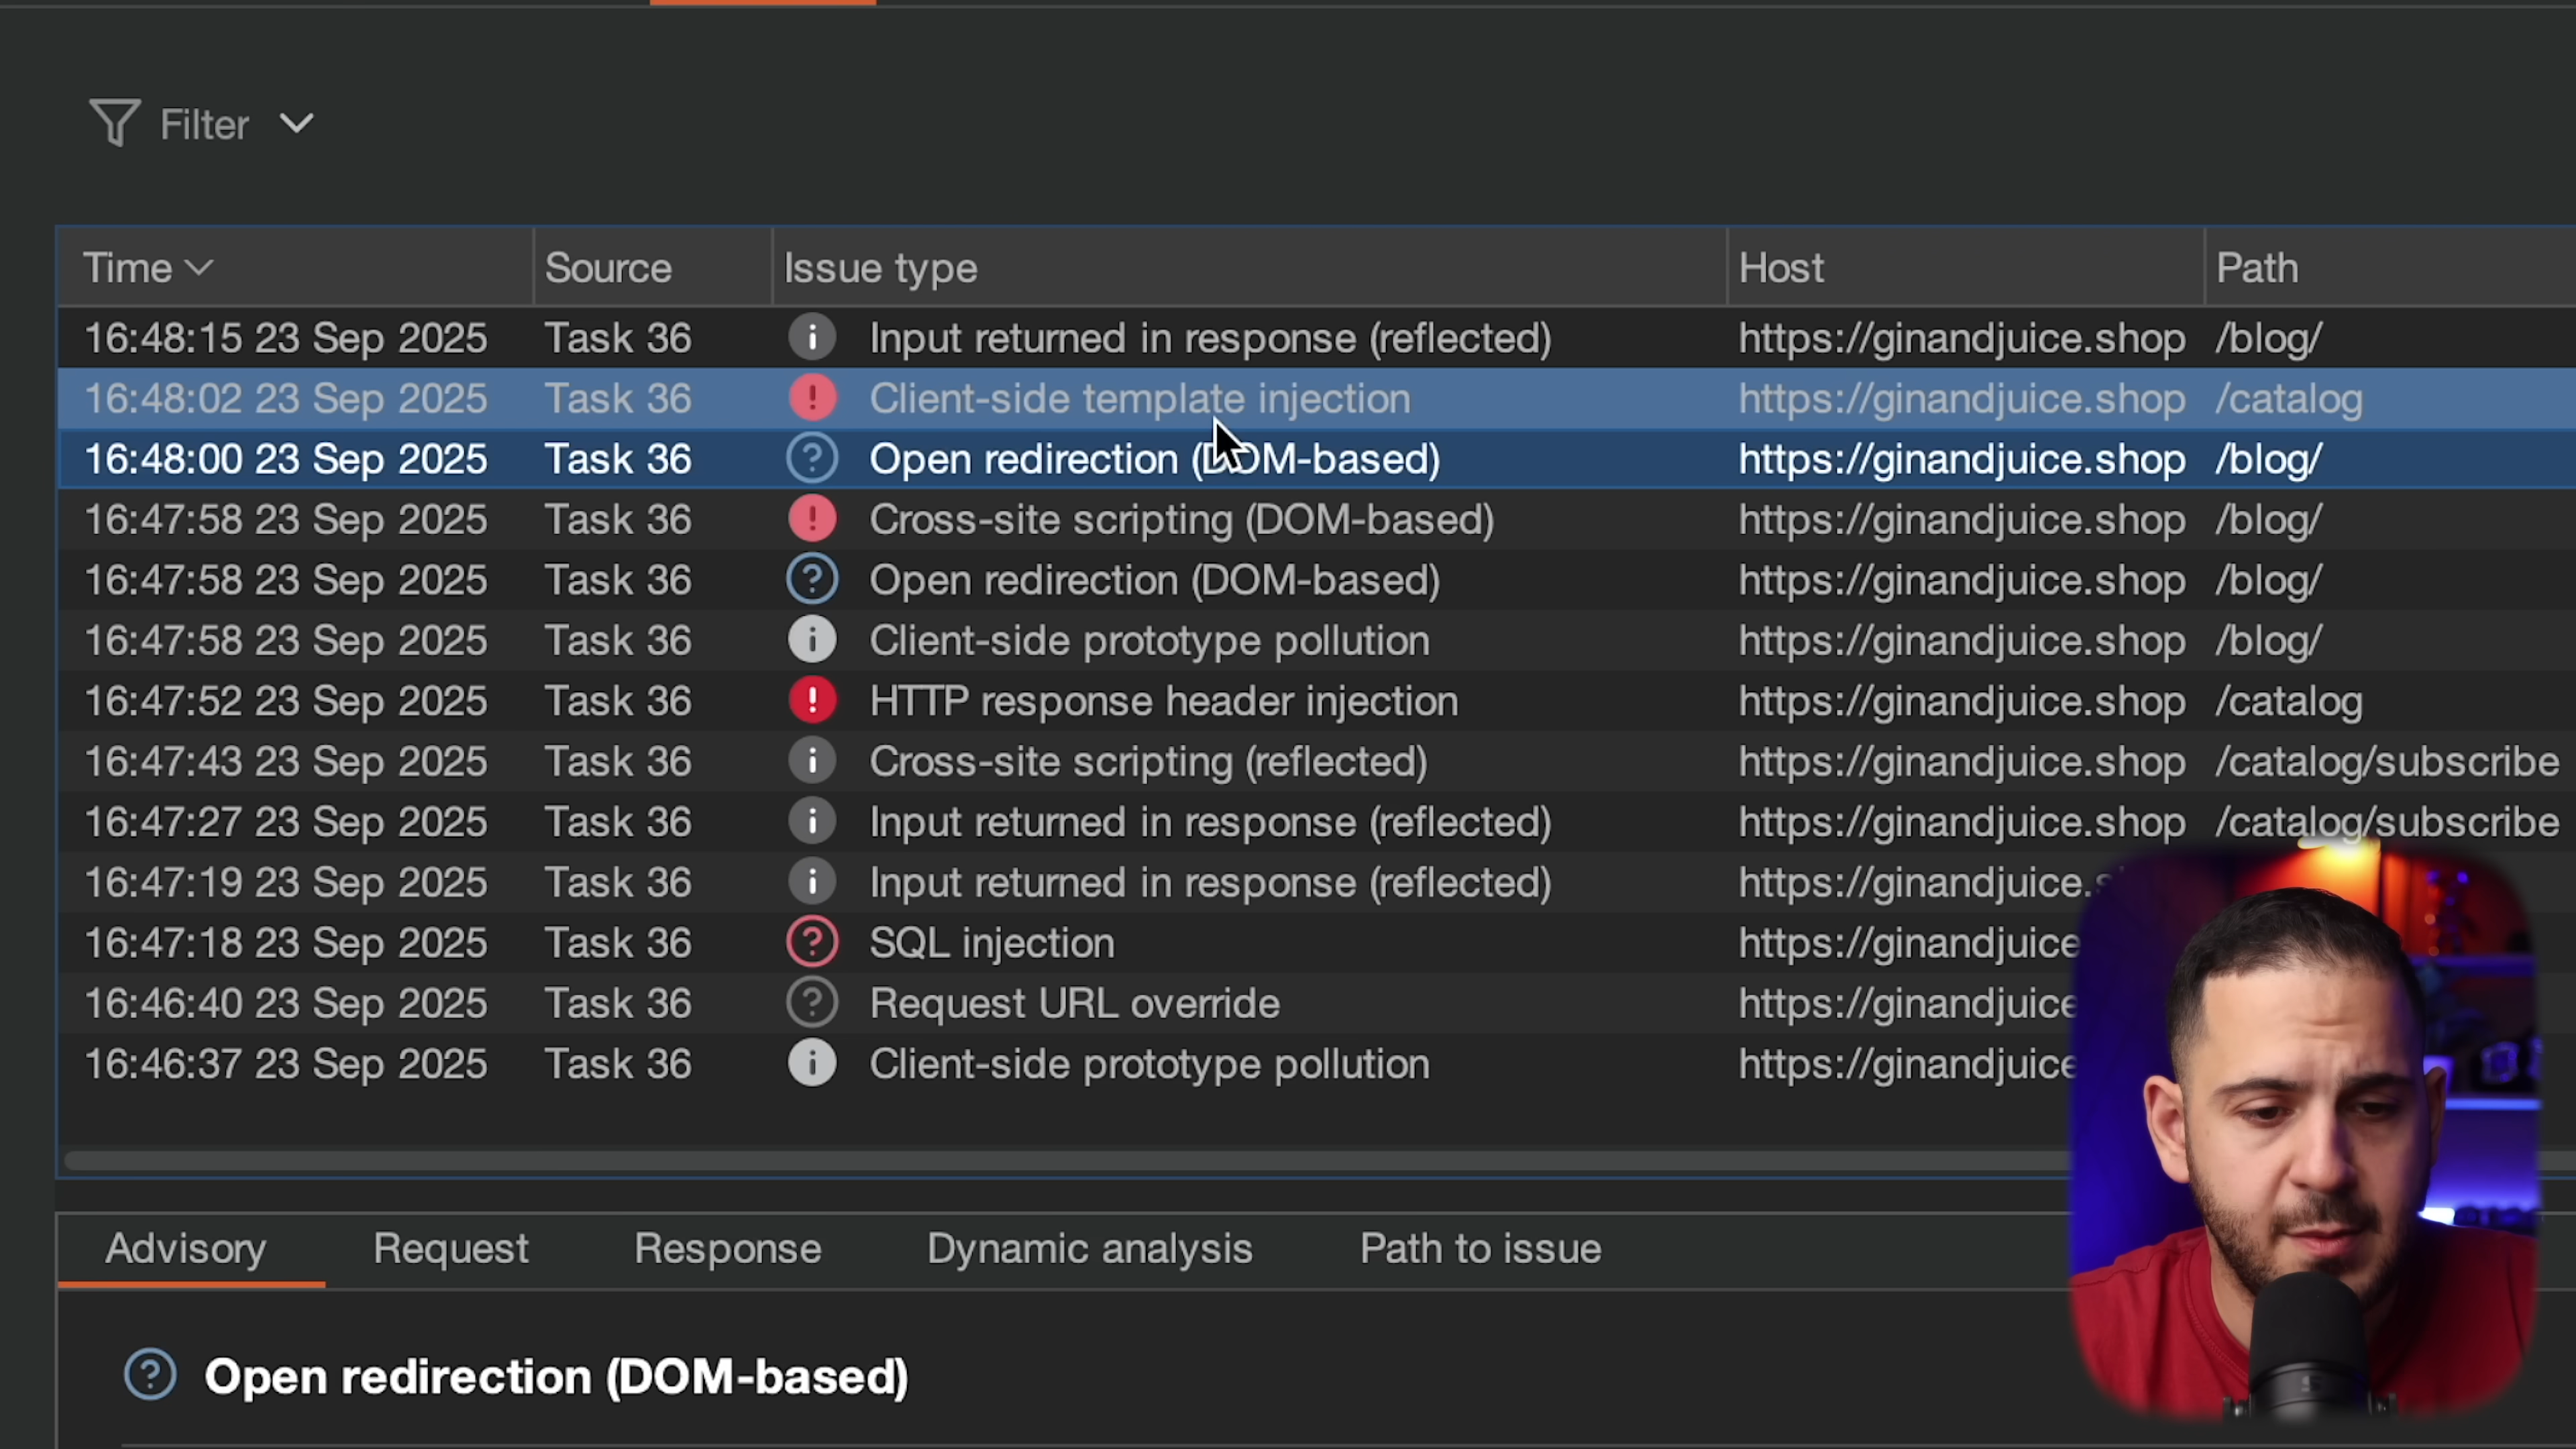 Filter
Time Source Issue type Host Path
16:48:15 23 Sep 2025 Task 36 Input returned in response (reflected) https://ginandjuice.shop /blog/
16:48:02 23 Sep 2025 Task 36 Client-side template injection https://ginandjuice.shop /catalog
16:48:00 23 Sep 2025 Task 36 Open redirection (DOM-based) https://ginandjuice.shop /blog/
16:47:58 23 Sep 2025 Task 36 Cross-site scripting (DOM-based) https://ginandjuice.shop /blog/
16:47:58 23 Sep 2025 Task 36 Open redirection (DOM-based) https://ginandjuice.shop /blog/
16:47:58 23 Sep 2025 Task 36 Client-side prototype pollution https://ginandjuice.shop /blog/
16:47:52 23 Sep 2025 Task 36 HTTP response header injection https://ginandjuice.shop /catalog
16:47:43 23 Sep 2025 Task 36 Cross-site scripting (reflected) https://ginandjuice.shop /catalog/subscribe
16:47:27 23 Sep 2025 Task 36 Input returned in response (reflected) https://ginandjuice.shop /catalog/subscribe
16:47:19 23 Sep 2025 Task 36 Input returned in response (reflected) https://ginandjuice.s
16:47:18 23 Sep 2025 Task 36 SQL injection https://ginandjuice
16:46:40 23 Sep 2025 Task 36 Request URL override https://ginandjuice
16:46:37 23 Sep 2025 Task 36 Client-side prototype pollution https://ginandjuice
Advisory Request Response Dynamic analysis Path to issue
Open redirection (DOM-based)